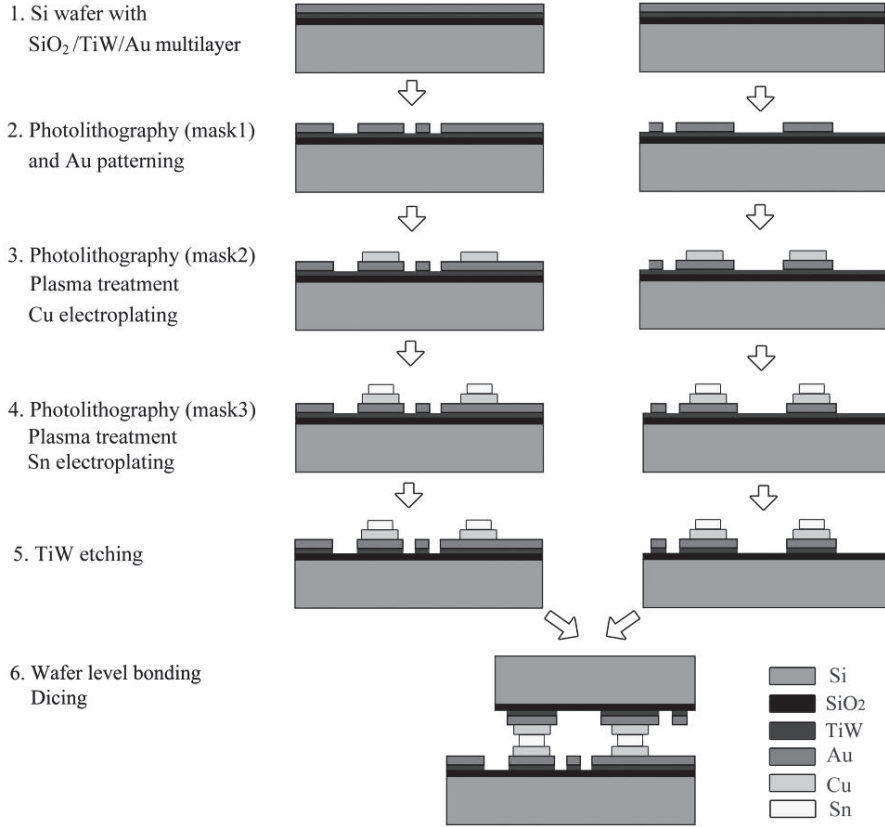 1. Si wafer with
SiO2/TiW/Au multilayer
2. Photolithography (mask1)
and Au patterning
3. Photolithography (mask2)
Plasma treatment
Cu electroplating
4. Photolithography (mask3)
Plasma treatment
Sn electroplating
5. TiW etching
6. Wafer level bonding
Dicing
Si
SiO2
TiW
Au
Cu
Sn